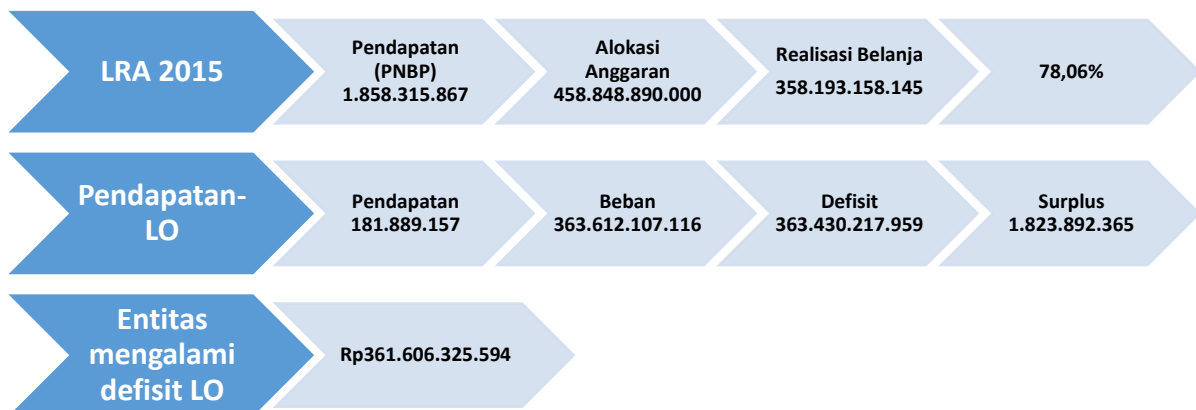 LRA 2015
Pendapatan
(PNBP)
1.858.315.867
Alokasi
Anggaran
458.848.890.000
Realisasi Belanja
358.193.158.145
78,06%
Pendapatan-
LO
Pendapatan
181.889.157
Beban
363.612.107.116
Defisit
363.430.217.959
Surplus
1.823.892.365
Entitas
mengalami
defisit LO
Rp361.606.325.594